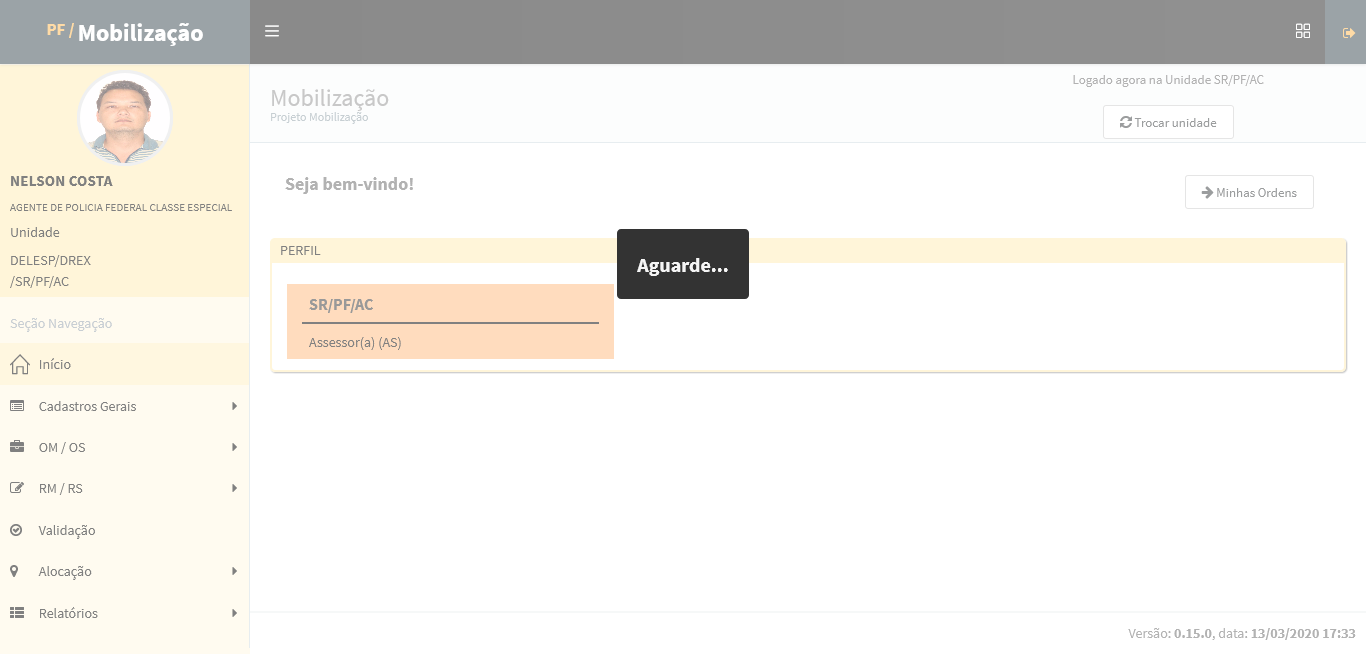 PF / Mobilização
NELSON COSTA
AGENTE DE POLICIA FEDERAL CLASSE ESPECIAL
Unidade
DELESP/DREX
/SR/PF/AC
Seção Navegação
Início
Cadastros Gerais
OM / OS
RM / RS
Validação
Alocação
Relatórios
Mobilização
Projeto Mobilização
Logado agora na Unidade SR/PF/AC
Trocar unidade
Seja bem-vindo!
Minhas Ordens
PERFIL
Aguarde...
SR/PF/AC
Assessor(a) (AS)
Versão: 0.15.0, data: 13/03/2020 17:33